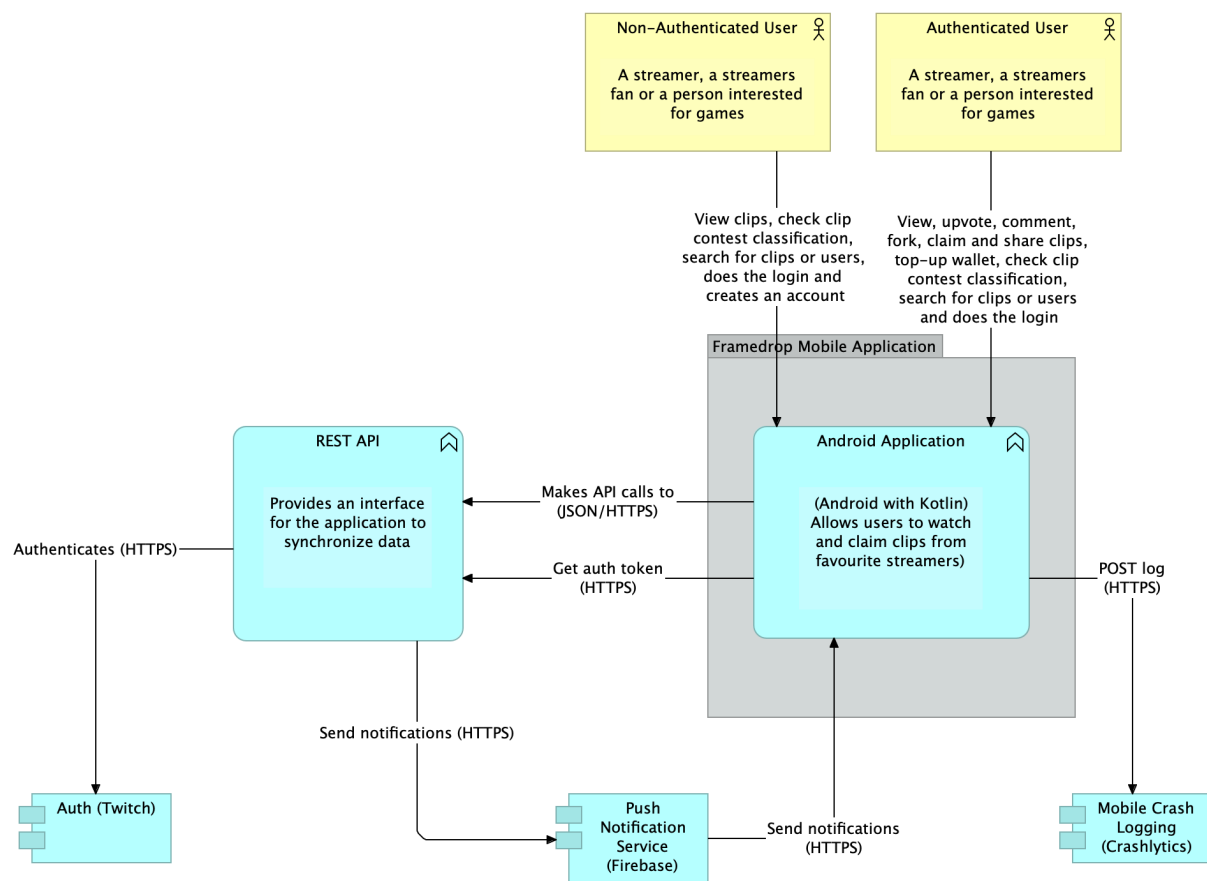 Non-Authenticated User
A streamer, a streamers
fan or a person interested
for games
Authenticated User
A streamer, a streamers
fan or a person interested
for games
View clips, check clip
contest classification,
search for clips or users,
does the login and
creates an account
View, upvote, comment,
fork, claim and share clips,
top-up wallet, check clip
contest classification,
search for clips or users
and does the login
Framedrop Mobile Application
REST API
Provides an interface
for the application to
synchronize data
Makes API calls to
(JSON/HTTPS)
Get auth token
(HTTPS)
Android Application
(Android with Kotlin)
Allows users to watch
and claim clips from
favourite streamers)
Authenticates (HTTPS)
POST log
(HTTPS)
Send notifications (HTTPS)
Auth (Twitch)
Push
Notification
Service
(Firebase)
Send notifications
(HTTPS)
Mobile Crash
Logging
(Crashlytics)